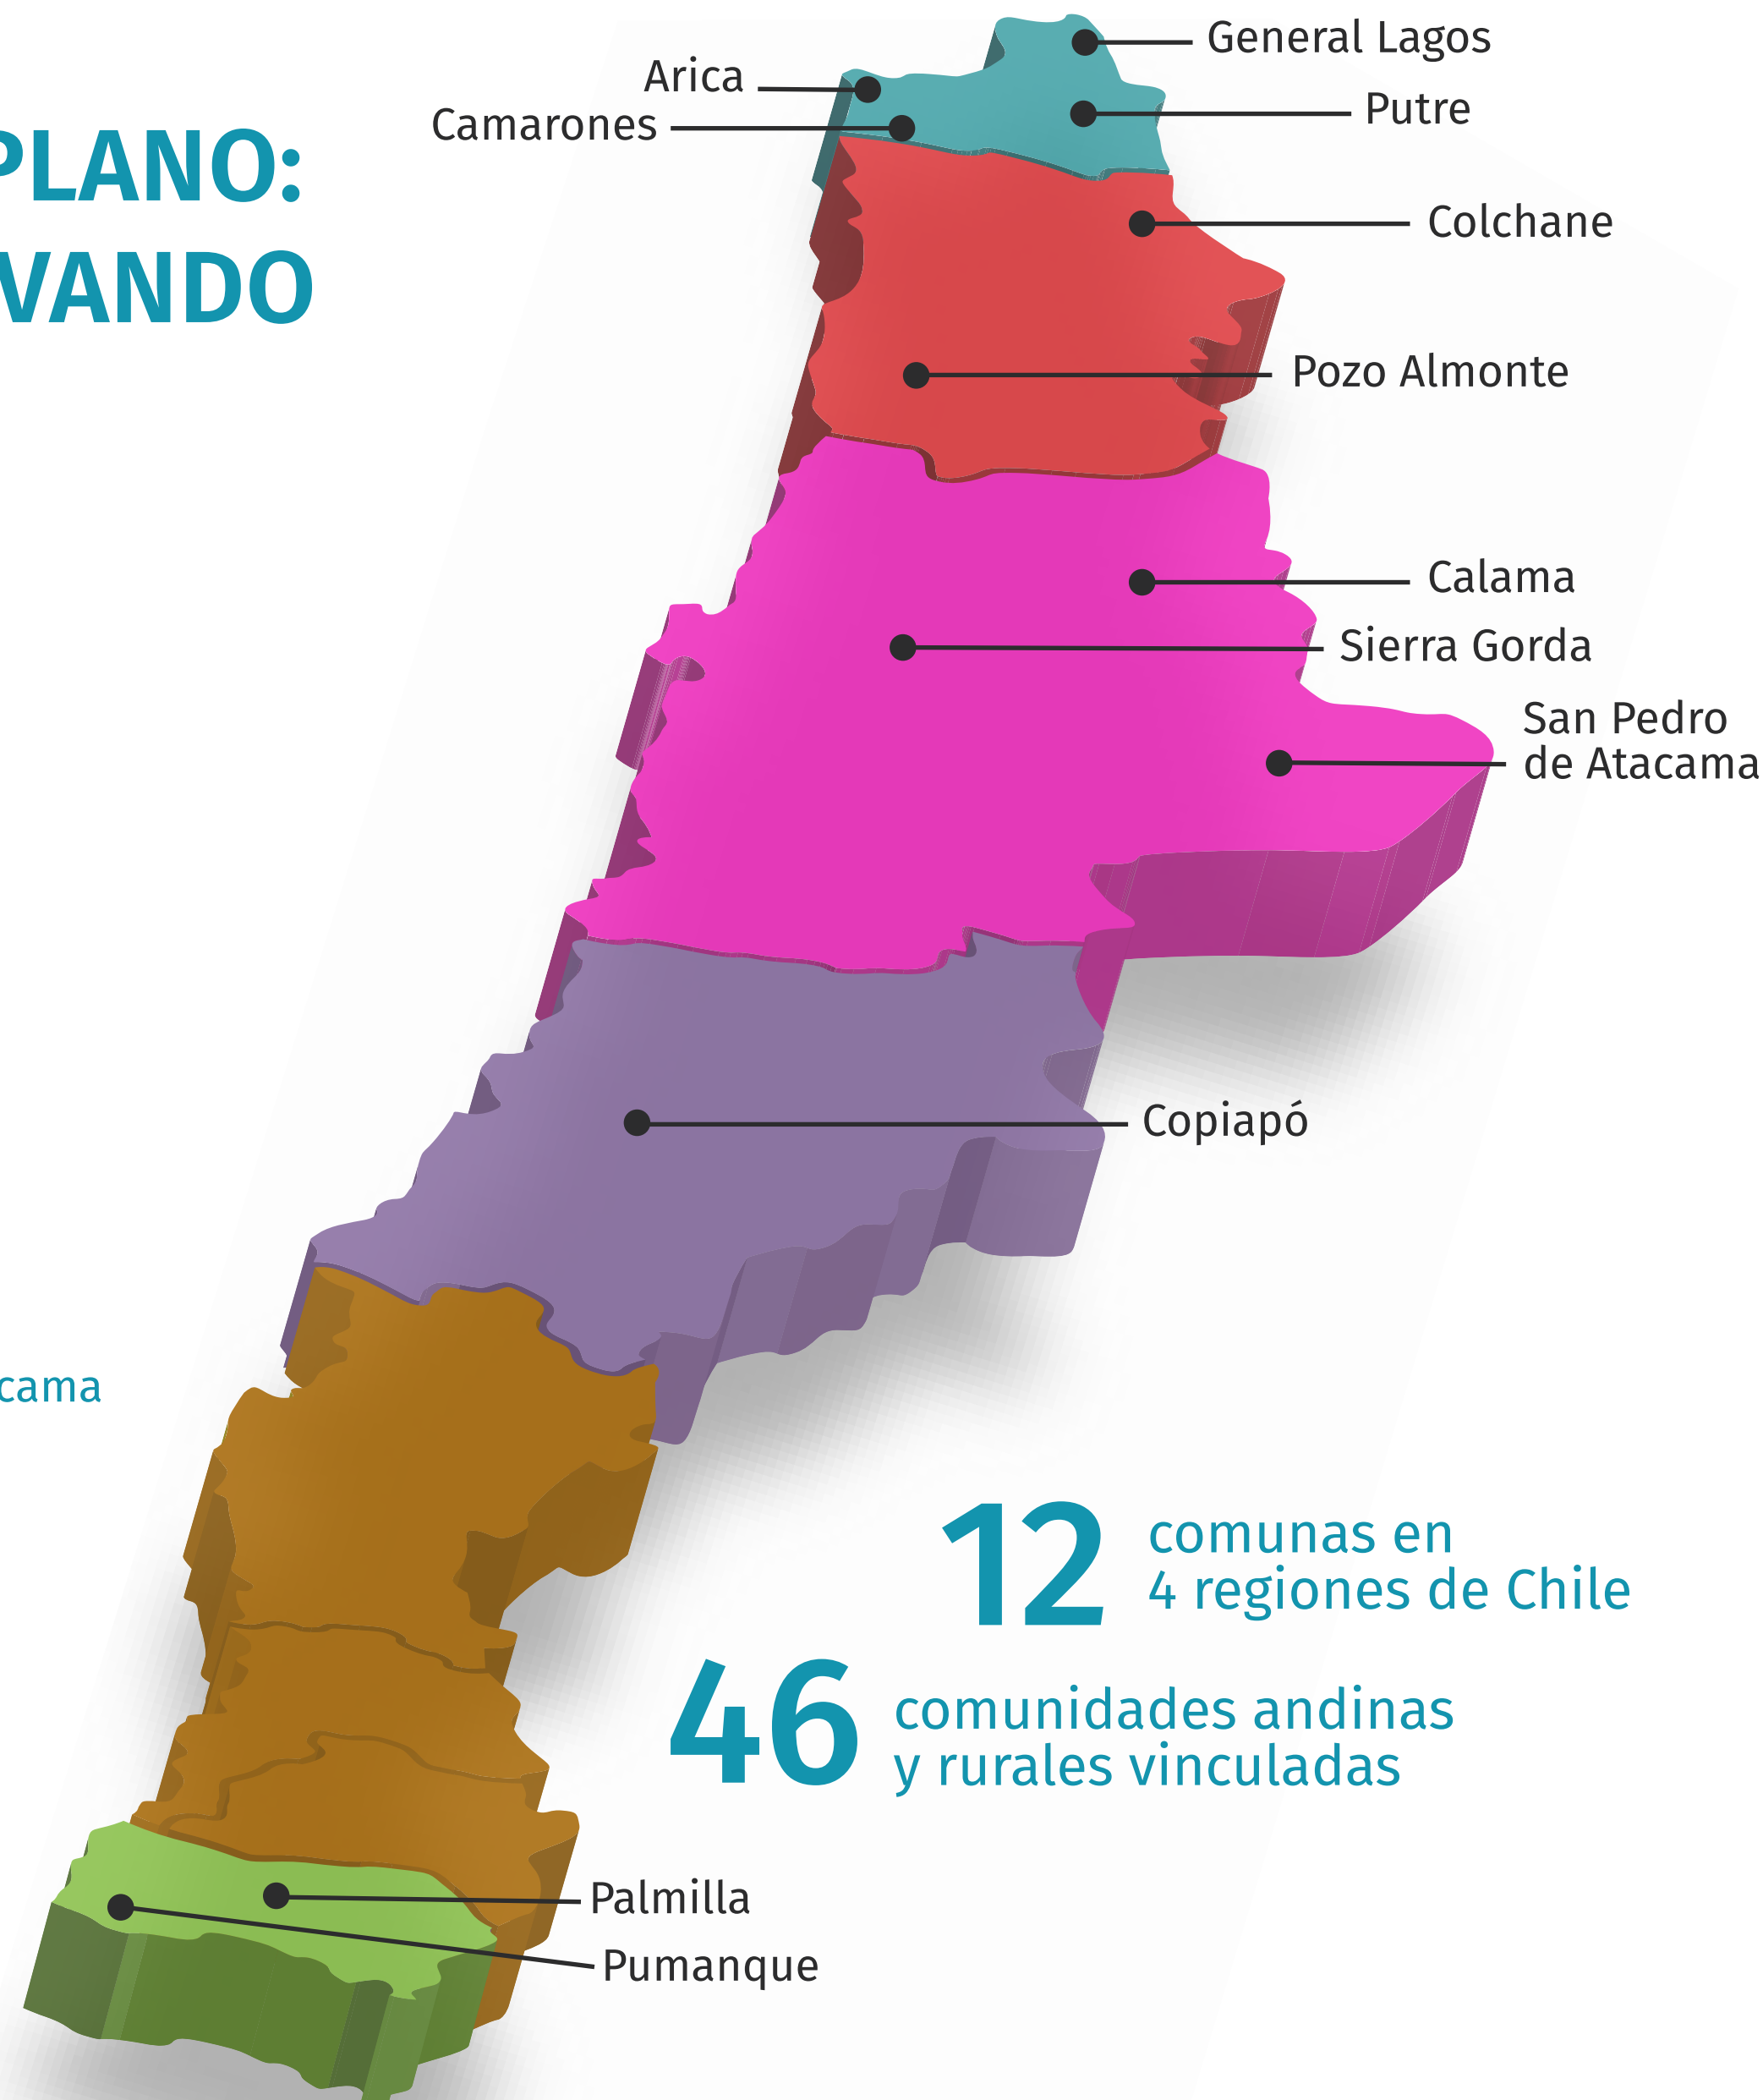 PLANO:
VANDO
General Lagos
Arica
Putre
Camarones
Colchane
Pozo Almonte
Calama
Sierra Gorda
San Pedro
de Atacama
Copiapó
cama
12
comunas en
4 regiones de Chile
46
comunidades andinas
y rurales vinculadas
Palmilla
Pumanque